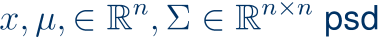 x, μ, ∈ ℝⁿ, Σ ∈ ℝⁿˣⁿ psd